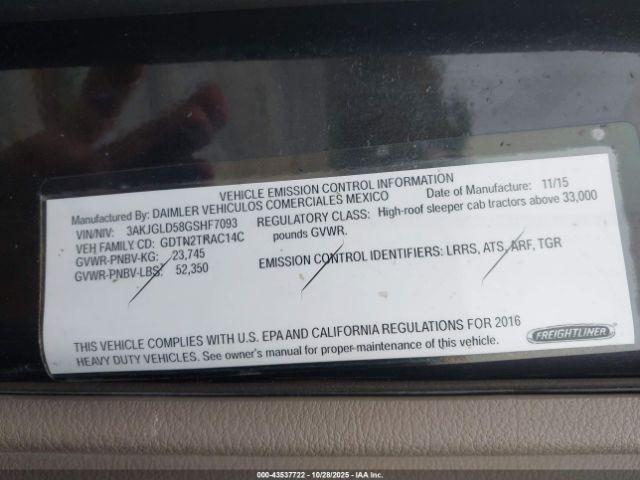 VEHICLE EMISSION CONTROL INFORMATION
Manufactured By: DAIMLER VEHICULOS COMERCIALES MEXICO Date of Manufacture: 11/15
VIN/NIV: 3AKJGLD58GSHF7093 REGULATORY CLASS: High-roof sleeper cab tractors above 33,000
VEH FAMILY CD: GDTN2TRAC14C pounds GVWR.
GVWR-PNBV-KG: 23,745
GVWR-PNBV-LBS: 52,350 EMISSION CONTROL IDENTIFIERS: LRRS, ATS, ARF, TGR
THIS VEHICLE COMPLIES WITH U.S. EPA AND CALIFORNIA REGULATIONS FOR 2016
HEAVY DUTY VEHICLES. See owner's manual for proper-maintenance of this vehicle.
FREIGHTLINER
000-43537722 | 10/28/2025 | IAA Inc.